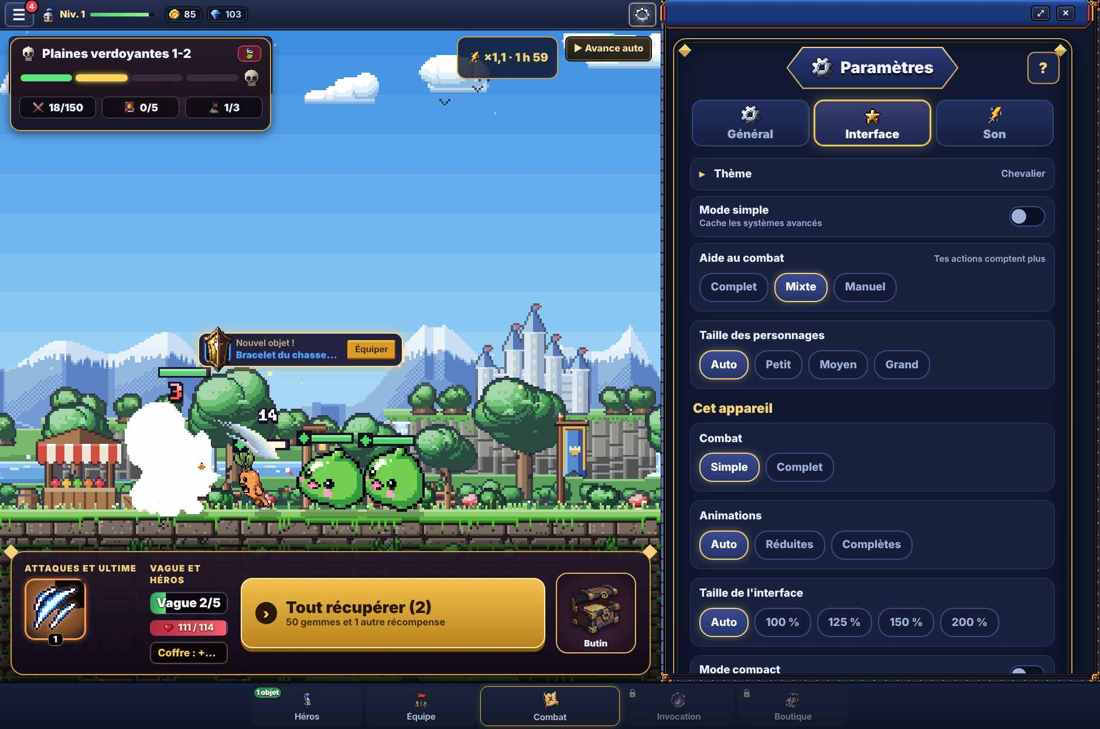 4
Niv. 1
85
103
Plaines verdoyantes 1-2
18/150
0/5
1/3
×1,1 · 1 h 59
Avance auto
Nouvel objet !
Bracelet du chasse...
Équiper
3
14
ATTAQUES ET ULTIME
1
VAGUE ET
HÉROS
Vague 2/5
111 / 114
Coffre : +...
Tout récupérer (2)
50 gemmes et 1 autre récompense
Butin
1 objet
Héros
Équipe
Combat
Invocation
Boutique
Paramètres
?
Général
Interface
Son
Thème
Chevalier
Mode simple
Cache les systèmes avancés
Aide au combat
Tes actions comptent plus
Complet
Mixte
Manuel
Taille des personnages
Auto
Petit
Moyen
Grand
Cet appareil
Combat
Simple
Complet
Animations
Auto
Réduites
Complètes
Taille de l'interface
Auto
100 %
125 %
150 %
200 %
Mode compact